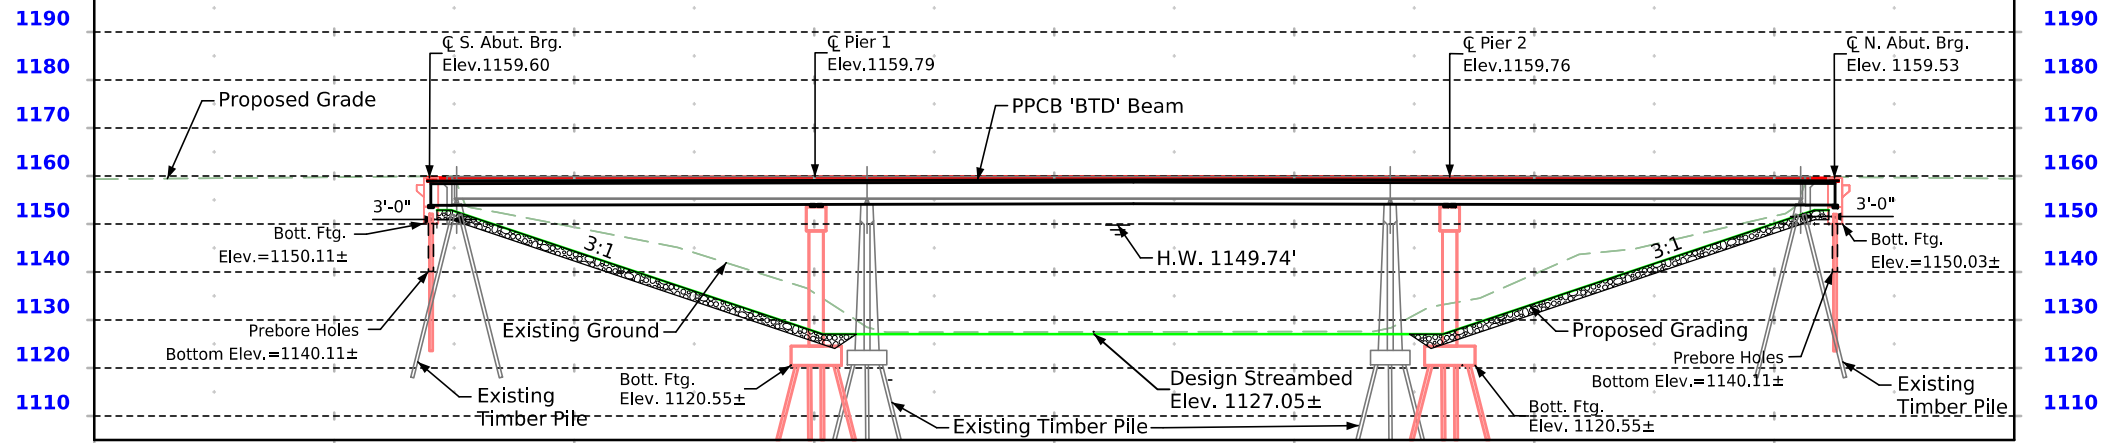 1190
1190
℄ S. Abut. Brg.
Elev.1159.60
℄ Pier 1
Elev.1159.79
℄ Pier 2
Elev.1159.76
℄ N. Abut. Brg.
Elev. 1159.53
1180
1180
Proposed Grade
PPCB 'BTD' Beam
1170
1170
1160
1160
3'-0"
3'-0"
1150
1150
Bott. Ftg.
Elev.=1150.11±
3:1
H.W. 1149.74'
3:1
Bott. Ftg.
Elev.=1150.03±
1140
1140
1130
1130
Prebore Holes
Bottom Elev.=1140.11±
Existing Ground
Proposed Grading
Prebore Holes
Bottom Elev.=1140.11±
1120
1120
Existing
Timber Pile
Bott. Ftg.
Elev. 1120.55±
Design Streambed
Elev. 1127.05±
Existing
Timber Pile
1110
1110
Existing Timber Pile
Bott. Ftg.
Elev. 1120.55±